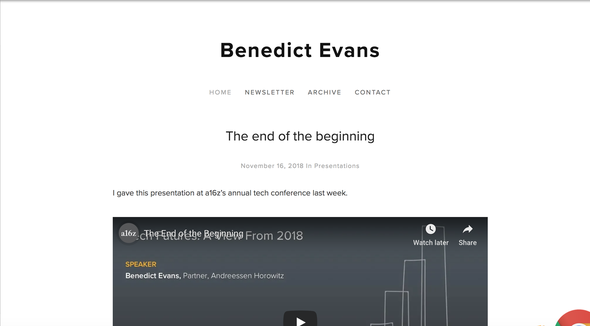 Benedict Evans
HOME NEWSLETTER ARCHIVE CONTACT
The end of the beginning
November 16, 2018 In Presentations
I gave this presentation at a16z's annual tech conference last week.
a16z The End of the Beginning
Tech Futures: A View From 2018
Watch later Share
SPEAKER
Benedict Evans, Partner, Andreessen Horowitz